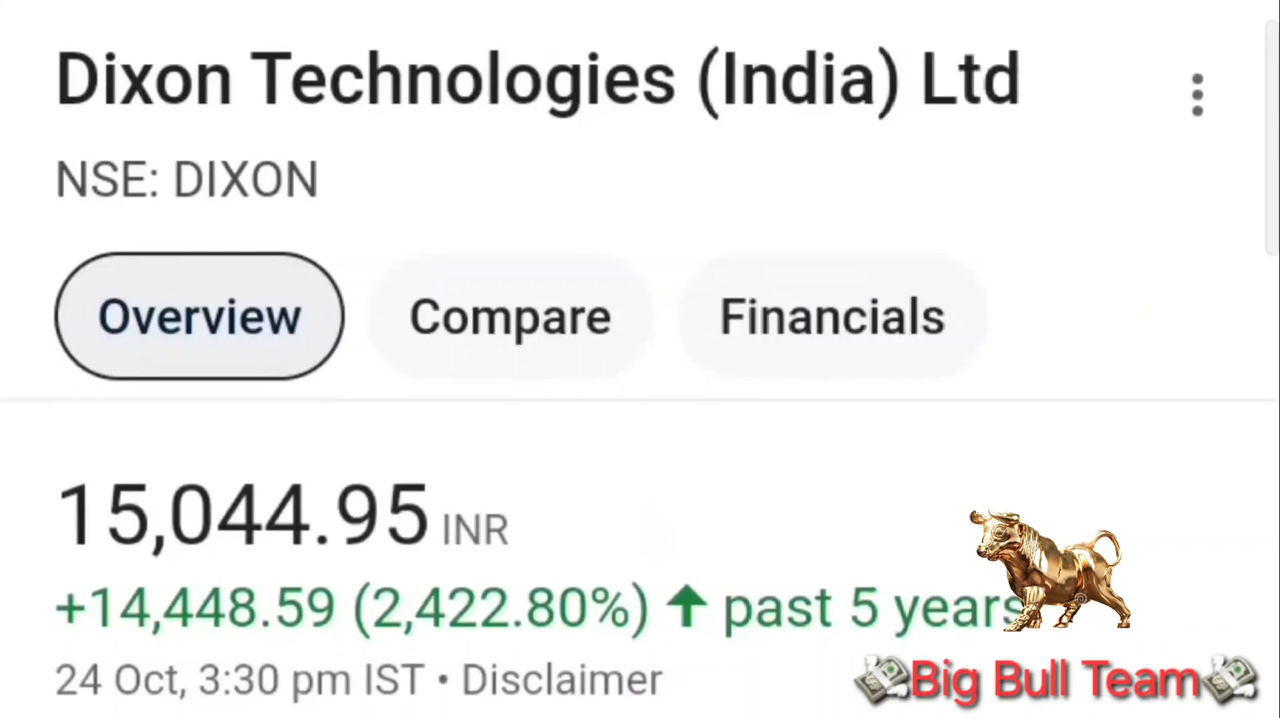 Dixon Technologies (India) Ltd
NSE: DIXON
Overview Compare Financials
15,044.95 INR
+14,448.59 (2,422.80%) ↑ past 5 years
24 Oct, 3:30 pm IST • Disclaimer
💸Big Bull Team💸